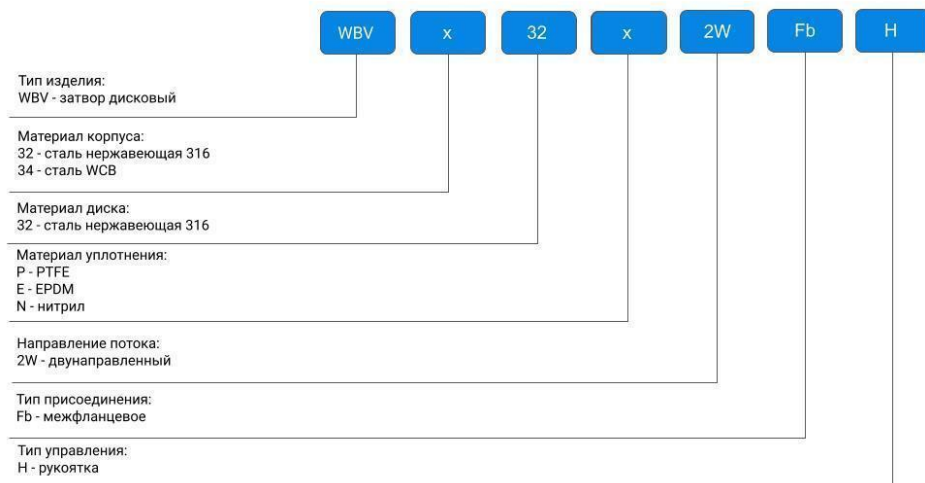 WBV x 32 x 2W Fb H
Тип изделия:
WBV - затвор дисковый
Материал корпуса:
32 - сталь нержавеющая 316
34 - сталь WCB
Материал диска:
32 - сталь нержавеющая 316
Материал уплотнения:
P - PTFE
E - EPDM
N - нитрил
Направление потока:
2W - двунаправленный
Тип присоединения:
Fb - межфланцевое
Тип управления:
H - рукоятка